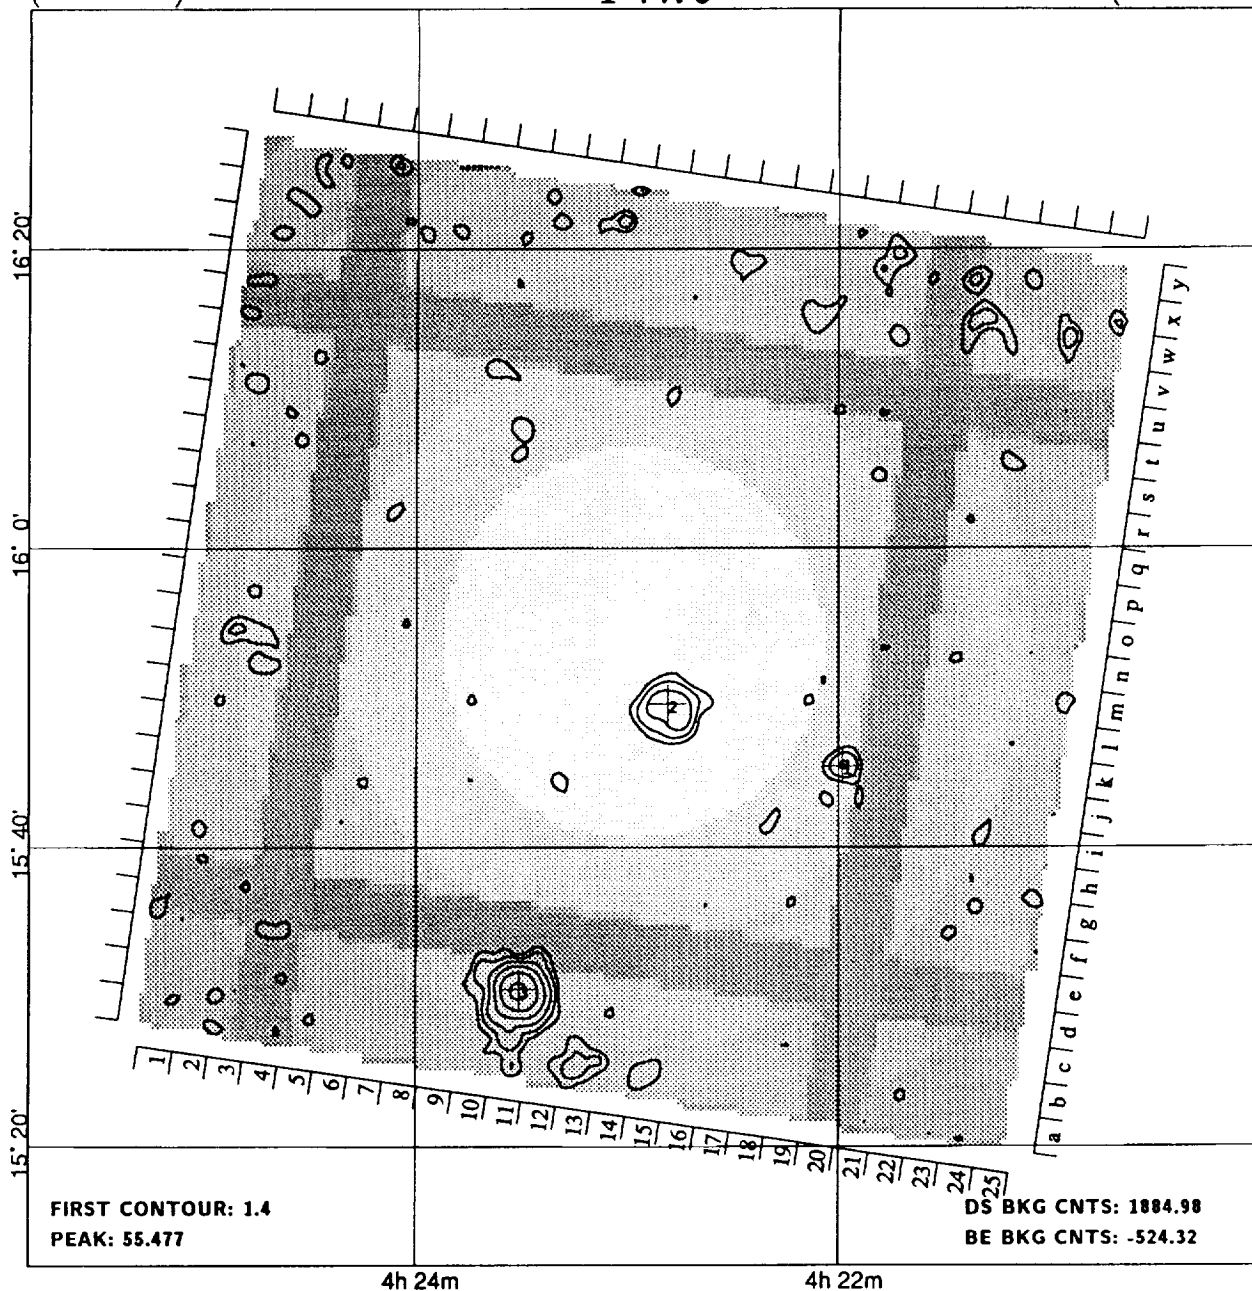 16° 20'
16° 0'
15° 40'
15° 20'
y
x
w
v
u
t
s
r
q
p
o
n
m
l
k
j
i
h
g
f
e
d
c
b
a
2
1 2 3 4 5 6 7 8 9 10 11 12 13 14 15 16 17 18 19 20 21 22 23 24 25
FIRST CONTOUR: 1.4
PEAK: 55.477
DS BKG CNTS: 1884.98
BE BKG CNTS: -524.32
4h 24m
4h 22m